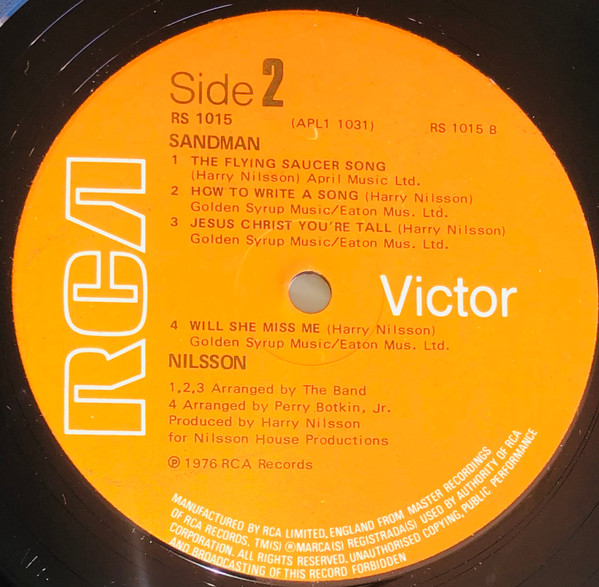 Side 2
RS 1015 (APL1 1031) RS 1015 B
SANDMAN
1 THE FLYING SAUCER SONG
(Harry Nilsson) April Music Ltd.
2 HOW TO WRITE A SONG (Harry Nilsson)
Golden Syrup Music/Eaton Mus. Ltd.
3 JESUS CHRIST YOU'RE TALL (Harry Nilsson)
Golden Syrup Music/Eaton Mus. Ltd.
RCA
Victor
4 WILL SHE MISS ME (Harry Nilsson)
Golden Syrup Music/Eaton Mus. Ltd.
NILSSON
1,2,3 Arranged by The Band
4 Arranged by Perry Botkin, Jr.
Produced by Harry Nilsson
for Nilsson House Productions
℗ 1976 RCA Records
MANUFACTURED BY RCA LIMITED, ENGLAND FROM MASTER RECORDINGS
OF RCA RECORDS, TM(S) ® MARCA(S) REGISTRADA(S) USED BY AUTHORITY OF RCA
CORPORATION. ALL RIGHTS RESERVED. UNAUTHORISED COPYING, PUBLIC PERFORMANCE
AND BROADCASTING OF THIS RECORD FORBIDDEN